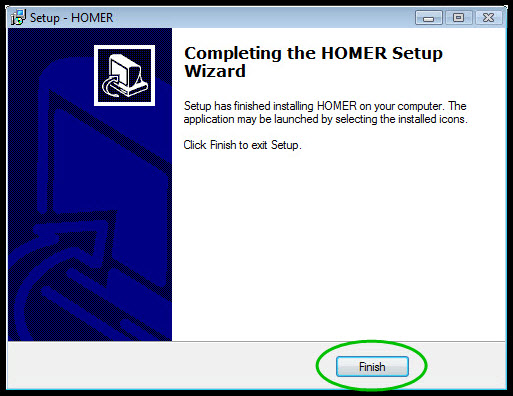 Setup - HOMER
Completing the HOMER Setup
Wizard
Setup has finished installing HOMER on your computer. The
application may be launched by selecting the installed icons.
Click Finish to exit Setup.
Finish